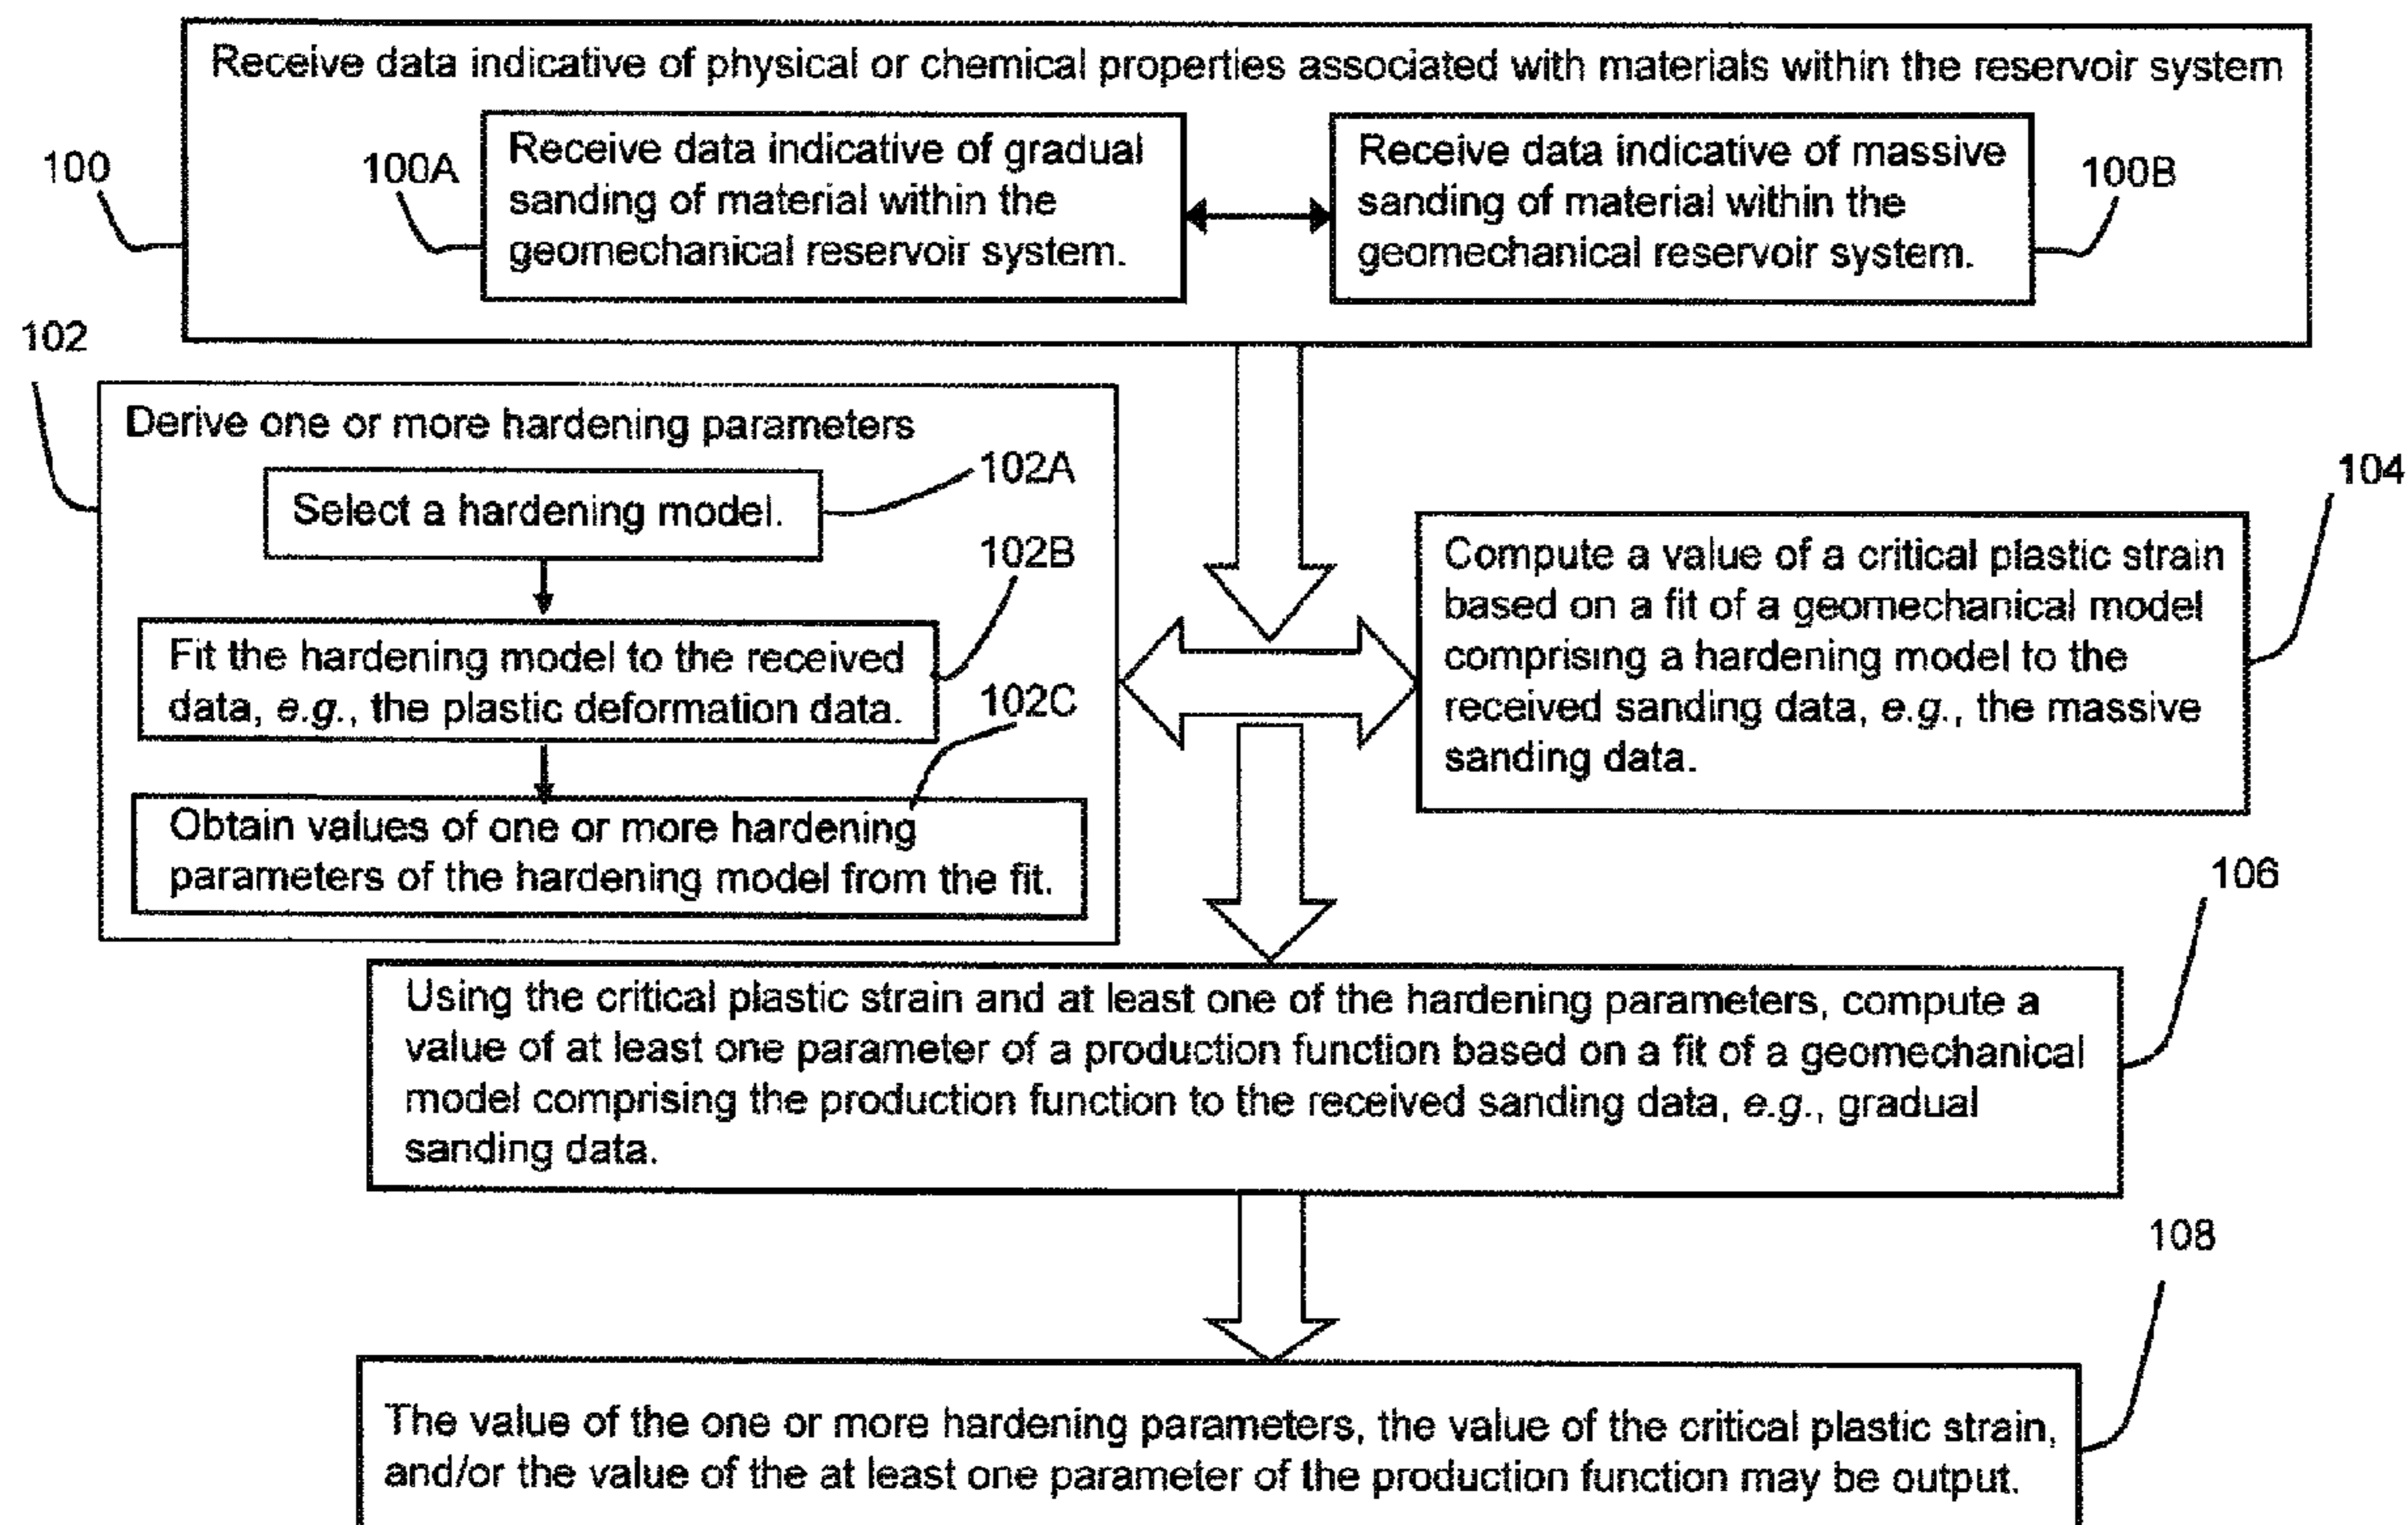 Receive data indicative of physical or chemical properties associated with materials within the reservoir system
100
100A
Receive data indicative of gradual
sanding of material within the
geomechanical reservoir system.
Receive data indicative of massive
sanding of material within the
geomechanical reservoir system.
100B
102
Derive one or more hardening parameters
102A
Select a hardening model.
102B
Fit the hardening model to the received
data, e.g., the plastic deformation data.
102C
Obtain values of one or more hardening
parameters of the hardening model from the fit.
104
Compute a value of a critical plastic strain
based on a fit of a geomechanical model
comprising a hardening model to the
received sanding data, e.g., the massive
sanding data.
106
Using the critical plastic strain and at least one of the hardening parameters, compute a
value of at least one parameter of a production function based on a fit of a geomechanical
model comprising the production function to the received sanding data, e.g., gradual
sanding data.
108
The value of the one or more hardening parameters, the value of the critical plastic strain,
and/or the value of the at least one parameter of the production function may be output.